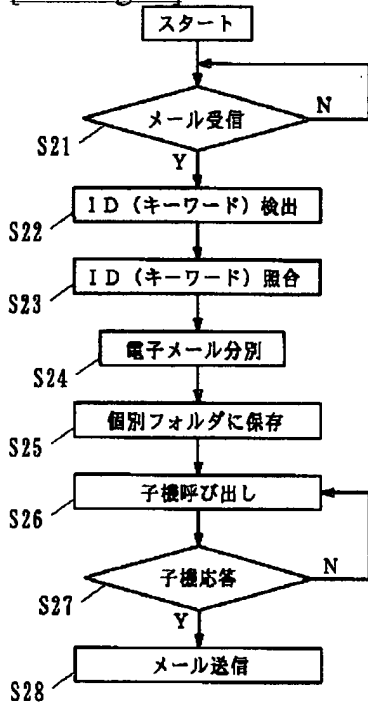 スタート
メール受信
N
S21
Y
ID（キーワード）検出
S22
ID（キーワード）照合
S23
電子メール分別
S24
個別フォルダに保存
S25
子機呼び出し
S26
子機応答
N
S27
Y
メール送信
S28